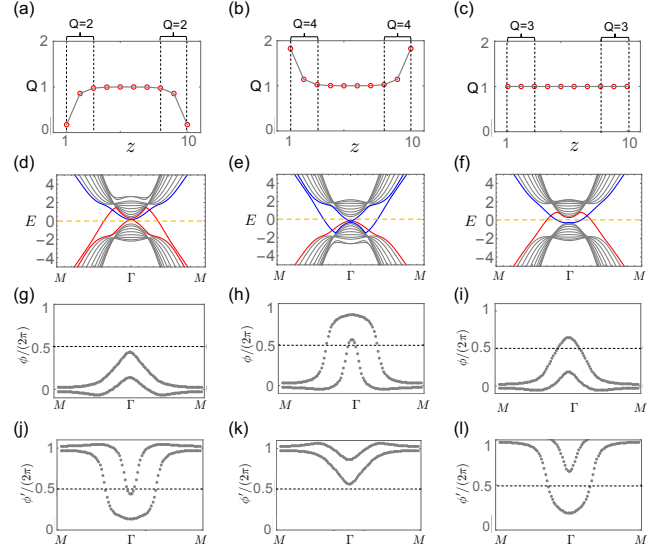 (a) (b) (c)
Q=2 Q=2 Q=4 Q=4 Q=3 Q=3
2 2 2
Q 1 Q 1 Q 1
0 0 0
1 z 10 1 z 10 1 z 10
(d) (e) (f)
4 4 4
2 2 2
E 0 E 0 E 0
-2 -2 -2
-4 -4 -4
M Γ M M Γ M M Γ M
(g) (h) (i)
1 1 1
ϕ/(2π) 0.5 ϕ/(2π) 0.5 ϕ/(2π) 0.5
0 0 0
M Γ M M Γ M M Γ M
(j) (k) (l)
1 1 1
ϕ'/(2π) 0.5 ϕ'/(2π) 0.5 ϕ'/(2π) 0.5
0 0 0
M Γ M M Γ M M Γ M